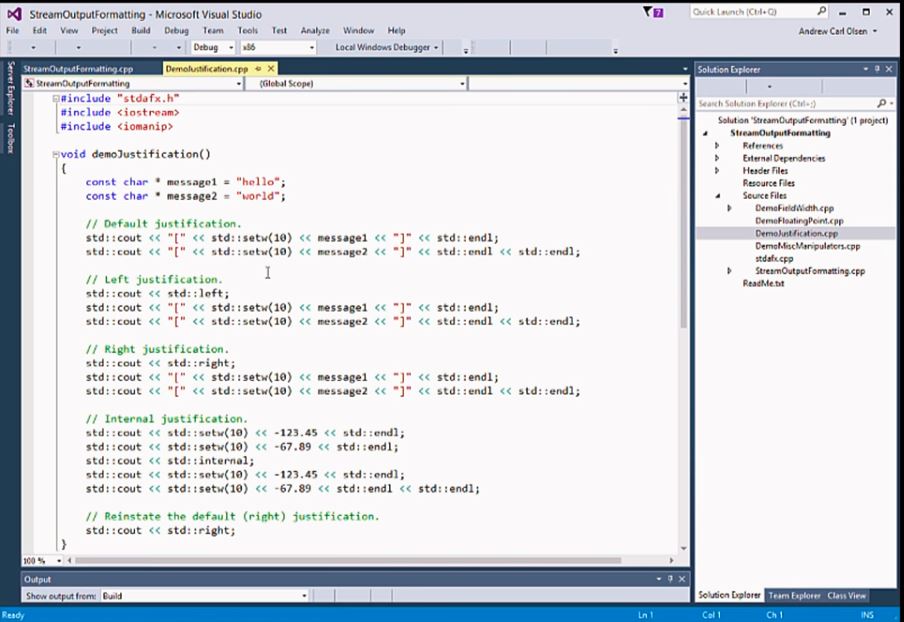 StreamOutputFormatting - Microsoft Visual Studio
7
Quick Launch (Ctrl+Q)
File Edit View Project Build Debug Team Tools Test Analyze Window Help
Andrew Carl Olsen
Debug x86 Local Windows Debugger
Server Explorer
Toolbox
StreamOutputFormatting.cpp DemoJustification.cpp
StreamOutputFormatting (Global Scope)
#include "stdafx.h"
#include <iostream>
#include <iomanip>
void demoJustification()
{
const char * message1 = "hello";
const char * message2 = "world";
// Default justification.
std::cout << "[" << std::setw(10) << message1 << "]" << std::endl;
std::cout << "[" << std::setw(10) << message2 << "]" << std::endl << std::endl;
// Left justification.
std::cout << std::left;
std::cout << "[" << std::setw(10) << message1 << "]" << std::endl;
std::cout << "[" << std::setw(10) << message2 << "]" << std::endl << std::endl;
// Right justification.
std::cout << std::right;
std::cout << "[" << std::setw(10) << message1 << "]" << std::endl;
std::cout << "[" << std::setw(10) << message2 << "]" << std::endl << std::endl;
// Internal justification.
std::cout << std::setw(10) << -123.45 << std::endl;
std::cout << std::setw(10) << -67.89 << std::endl;
std::cout << std::internal;
std::cout << std::setw(10) << -123.45 << std::endl;
std::cout << std::setw(10) << -67.89 << std::endl << std::endl;
// Reinstate the default (right) justification.
std::cout << std::right;
}
100 %
Output
Show output from: Build
Solution Explorer
Search Solution Explorer (Ctrl+;)
Solution 'StreamOutputFormatting' (1 project)
StreamOutputFormatting
References
External Dependencies
Header Files
Resource Files
Source Files
DemoFieldWidth.cpp
DemoFloatingPoint.cpp
DemoJustification.cpp
DemoMiscManipulators.cpp
stdafx.cpp
StreamOutputFormatting.cpp
ReadMe.txt
Solution Explorer Team Explorer Class View
Ready Ln 1 Col 1 Ch 1 INS